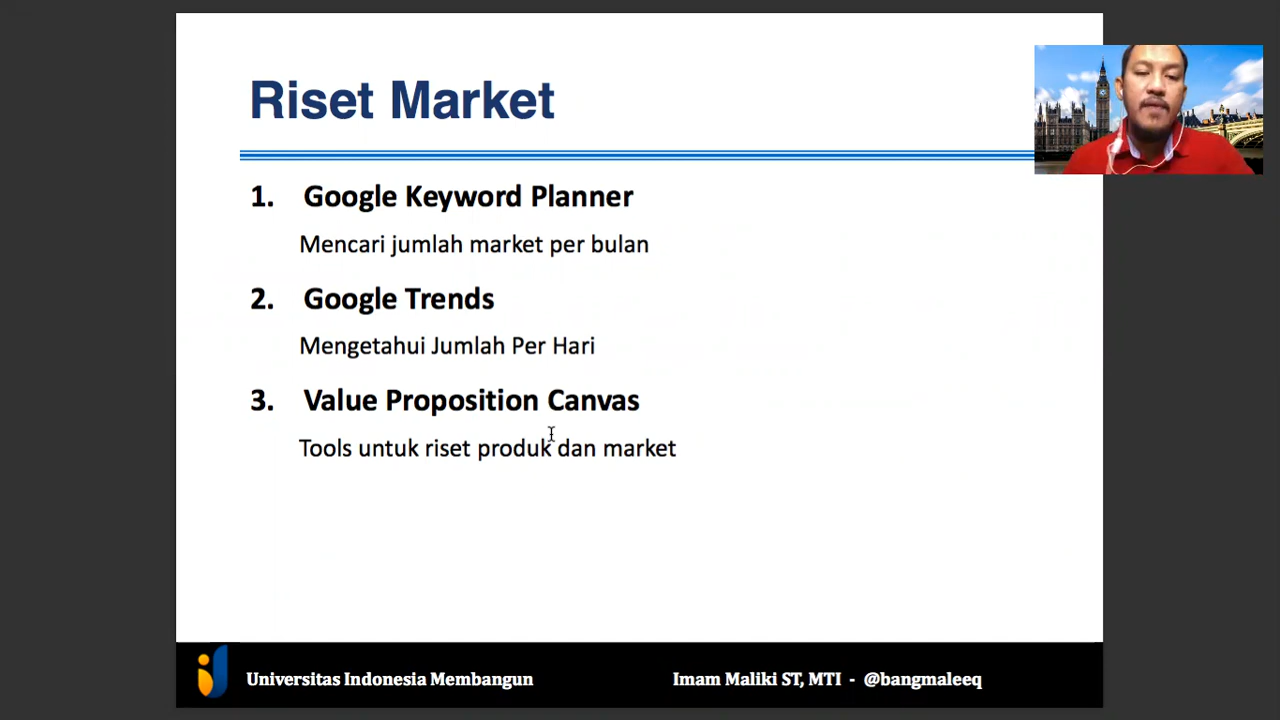 Riset Market
1. Google Keyword Planner
Mencari jumlah market per bulan
2. Google Trends
Mengetahui Jumlah Per Hari
3. Value Proposition Canvas
Tools untuk riset produk dan market
Universitas Indonesia Membangun
Imam Maliki ST, MTI - @bangmaleeq